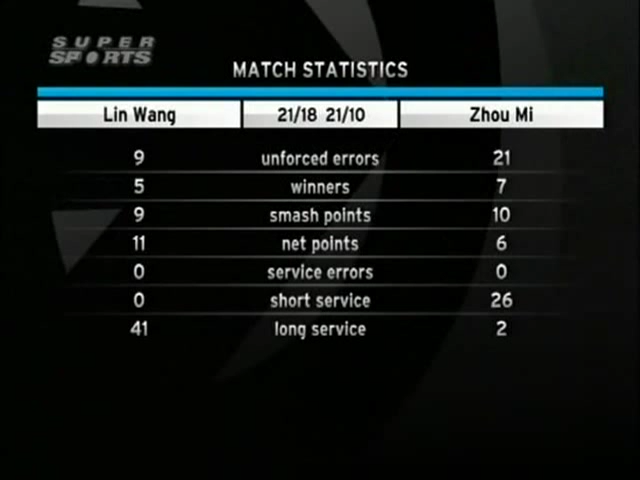 SUPER
SPORTS
MATCH STATISTICS
Lin Wang 21/18 21/10 Zhou Mi
9 unforced errors 21
5 winners 7
9 smash points 10
11 net points 6
0 service errors 0
0 short service 26
41 long service 2